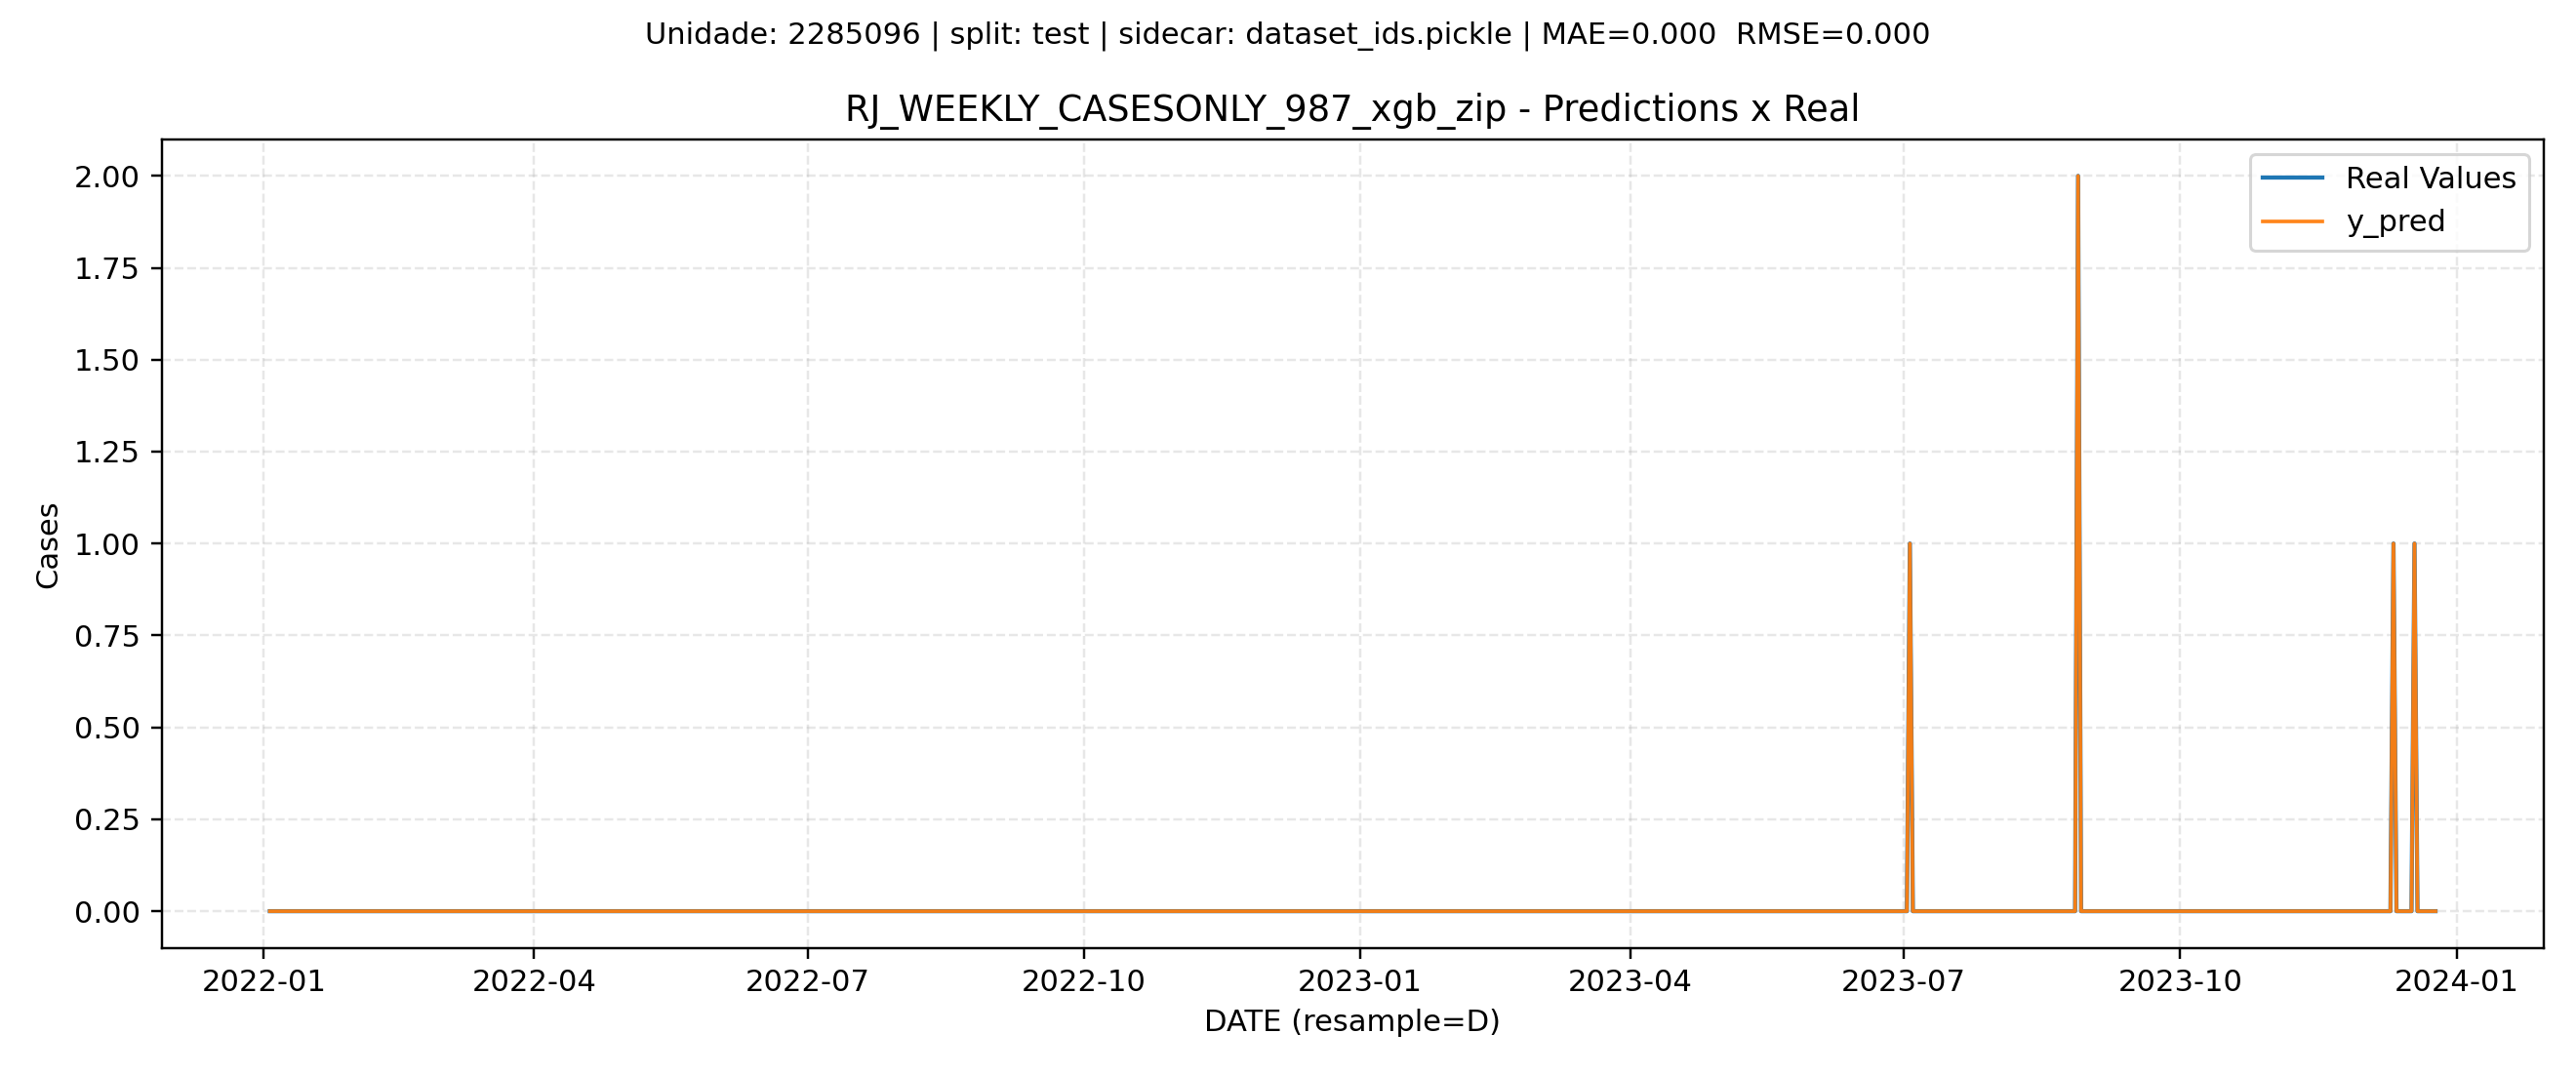 Unidade: 2285096 | split: test | sidecar: dataset_ids.pickle | MAE=0.000  RMSE=0.000
RJ_WEEKLY_CASESONLY_987_xgb_zip - Predictions x Real
Real Values
y_pred
Cases
2.00
1.75
1.50
1.25
1.00
0.75
0.50
0.25
0.00
2022-01 2022-04 2022-07 2022-10 2023-01 2023-04 2023-07 2023-10 2024-01
DATE (resample=D)